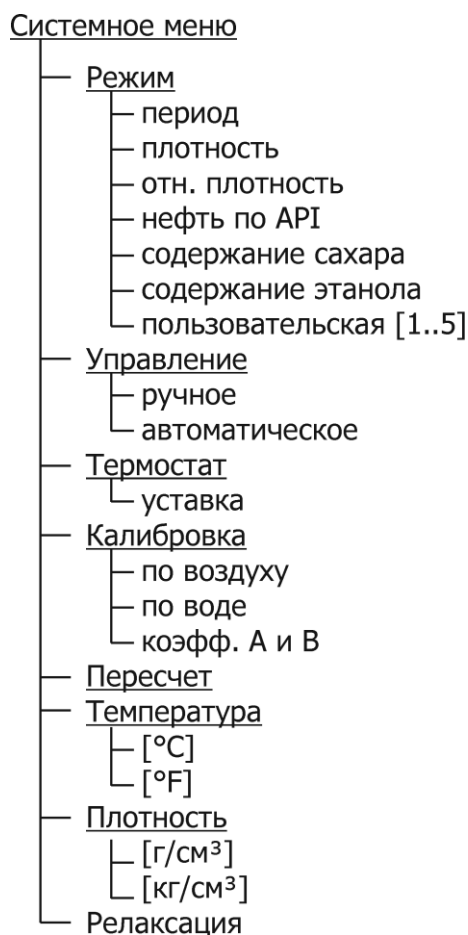 Системное меню
Режим
период
плотность
отн. плотность
нефть по API
содержание сахара
содержание этанола
пользовательская [1..5]
Управление
ручное
автоматическое
Термостат
уставка
Калибровка
по воздуху
по воде
коэфф. А и В
Пересчет
Температура
[°C]
[°F]
Плотность
[г/см³]
[кг/см³]
Релаксация